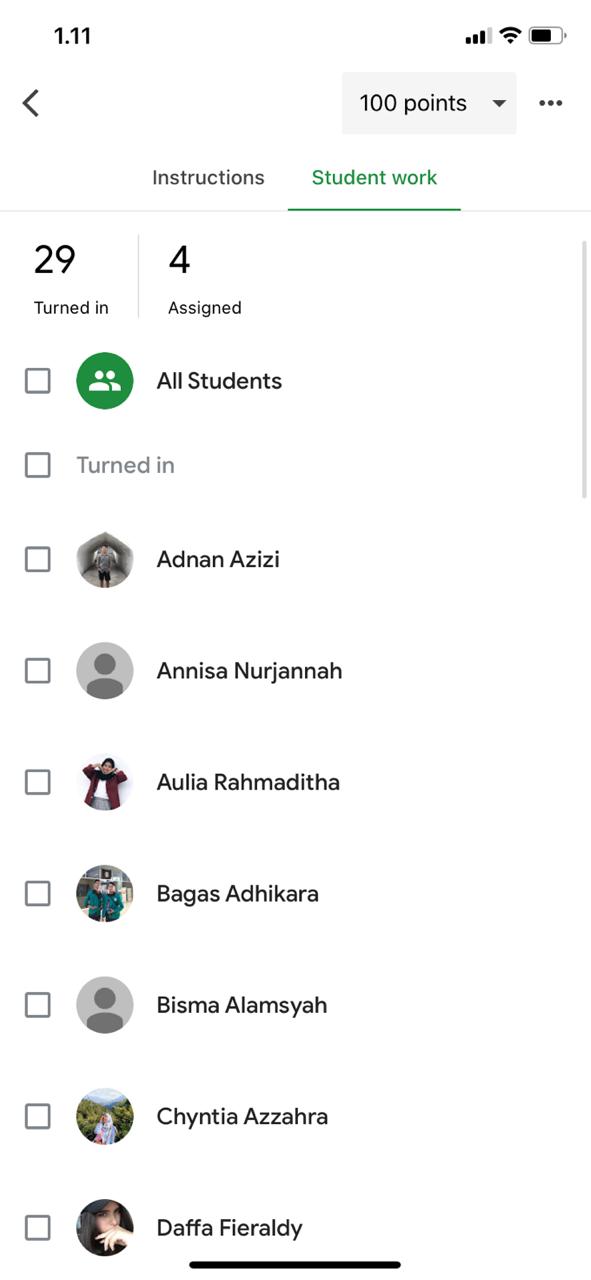 1.11
100 points
Instructions Student work
29 4
Turned in Assigned
All Students
Turned in
Adnan Azizi
Annisa Nurjannah
Aulia Rahmaditha
Bagas Adhikara
Bisma Alamsyah
Chyntia Azzahra
Daffa Fieraldy